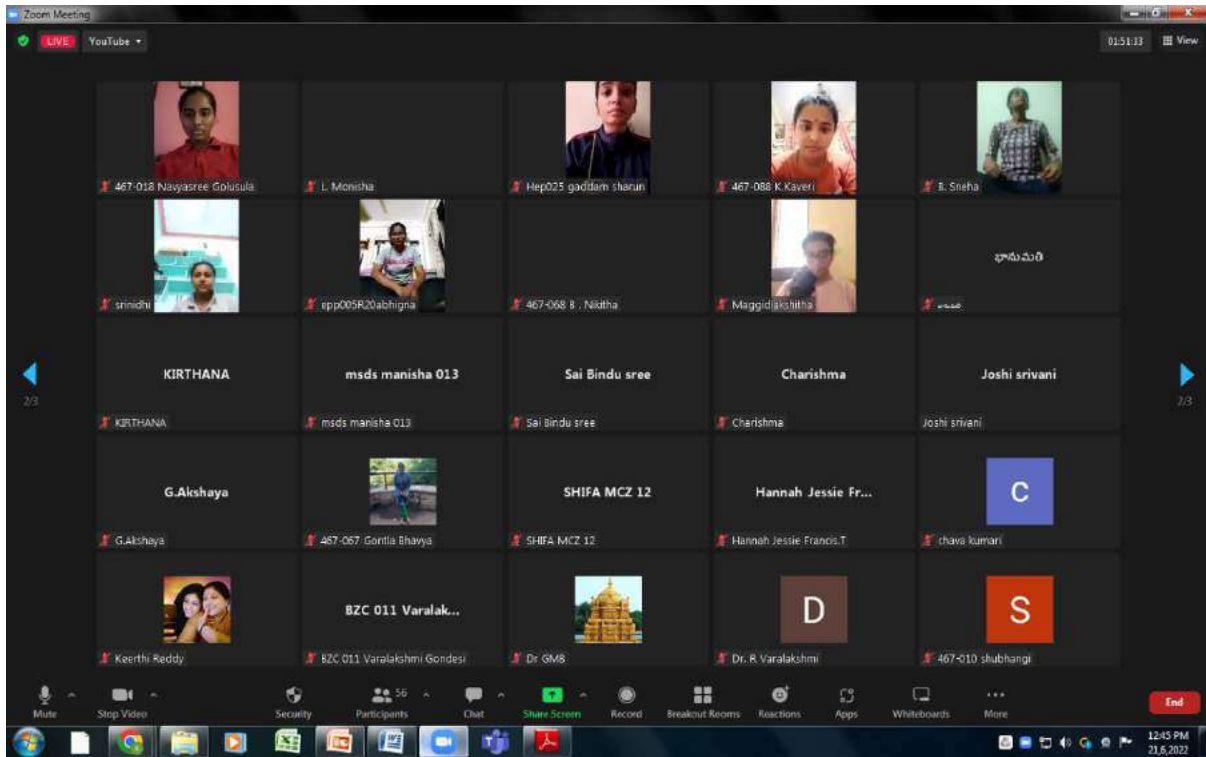 Zoom Meeting
LIVE YouTube 01:51:33 View
467-018 Navyasree Golusula L. Monisha Hep025 gaddam sharun 467-088 K.Kaveri B. Sneha
భానుమతి
srinidhi epp005R20abhigna 467-068 B . Nikitha Maggidiakshitha
KIRTHANA msds manisha 013 Sai Bindu sree Charishma Joshi srivani
2/3 2/3
KIRTHANA msds manisha 013 Sai Bindu sree Charishma Joshi srivani
G.Akshaya SHIFA MCZ 12 Hannah Jessie Fr... C
G.Akshaya 467-067 Gontla Bhavya SHIFA MCZ 12 Hannah Jessie Francis.T chava kumari
BZC 011 Varalak... D S
Keerthi Reddy BZC 011 Varalakshmi Gondesi Dr GMB Dr. R Varalakshmi 467-010 shubhangi
56
Mute Stop Video Security Participants Chat Share Screen Record Breakout Rooms Reactions Apps Whiteboards More End
12:45 PM
21,6,2022